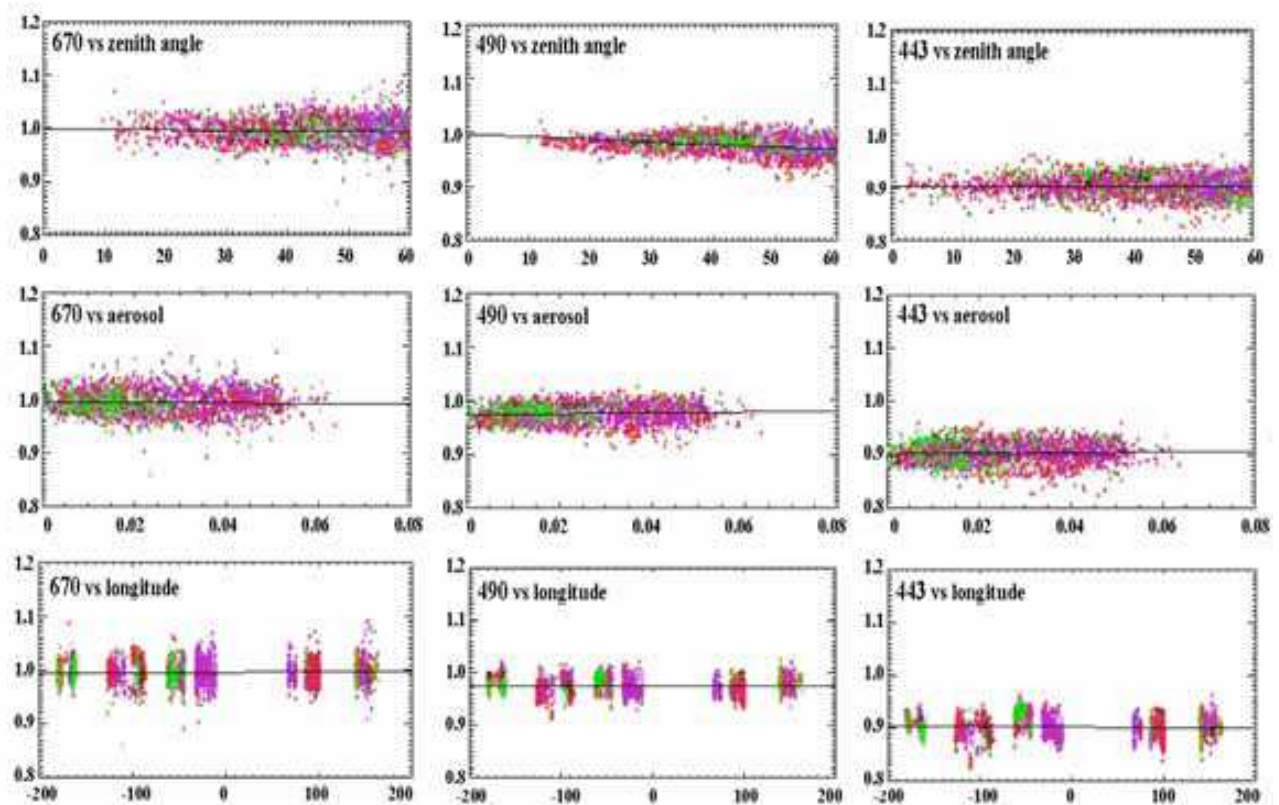 670 vs zenith angle
1.2
1.1
1.0
0.9
0.8
0 10 20 30 40 50 60
490 vs zenith angle
1.2
1.1
1.0
0.9
0.8
0 10 20 30 40 50 60
443 vs zenith angle
1.2
1.1
1.0
0.9
0.8
0 10 20 30 40 50 60
670 vs aerosol
1.2
1.1
1.0
0.9
0.8
0 0.02 0.04 0.06 0.08
490 vs aerosol
1.2
1.1
1.0
0.9
0.8
0 0.02 0.04 0.06 0.08
443 vs aerosol
1.2
1.1
1.0
0.9
0.8
0 0.02 0.04 0.06 0.08
670 vs longitude
1.2
1.1
1.0
0.9
0.8
-200 -100 0 100 200
490 vs longitude
1.2
1.1
1.0
0.9
0.8
-200 -100 0 100 200
443 vs longitude
1.2
1.1
1.0
0.9
0.8
-200 -100 0 100 200